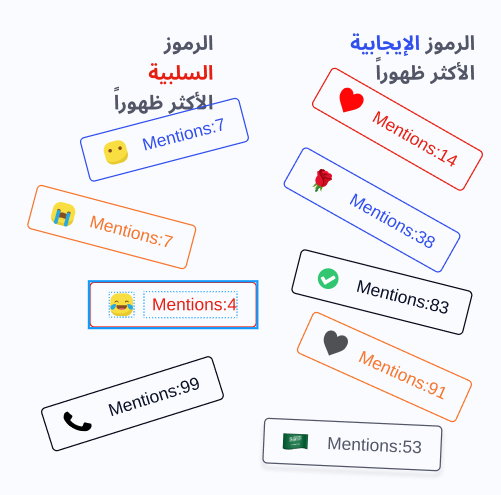 الرموز الإيجابية
الأكثر ظهوراً
Mentions:14
Mentions:38
Mentions:83
Mentions:91
Mentions:53
الرموز
السلبية
الأكثر ظهوراً
Mentions:7
Mentions:7
Mentions:4
Mentions:99